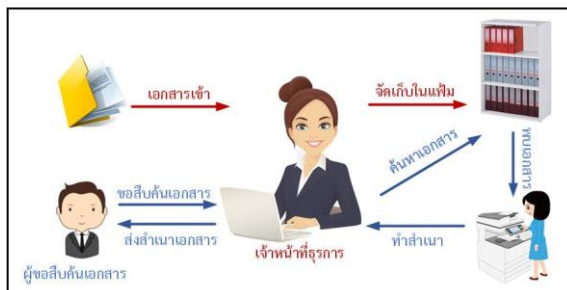 เอกสารเข้า
จัดเก็บในแฟ้ม
ค้นหาเอกสาร
พบเอกสาร
ขอสืบค้นเอกสาร
ส่งสำเนาเอกสาร
ทำสำเนา
เจ้าหน้าที่ธุรการ
ผู้ขอสืบค้นเอกสาร